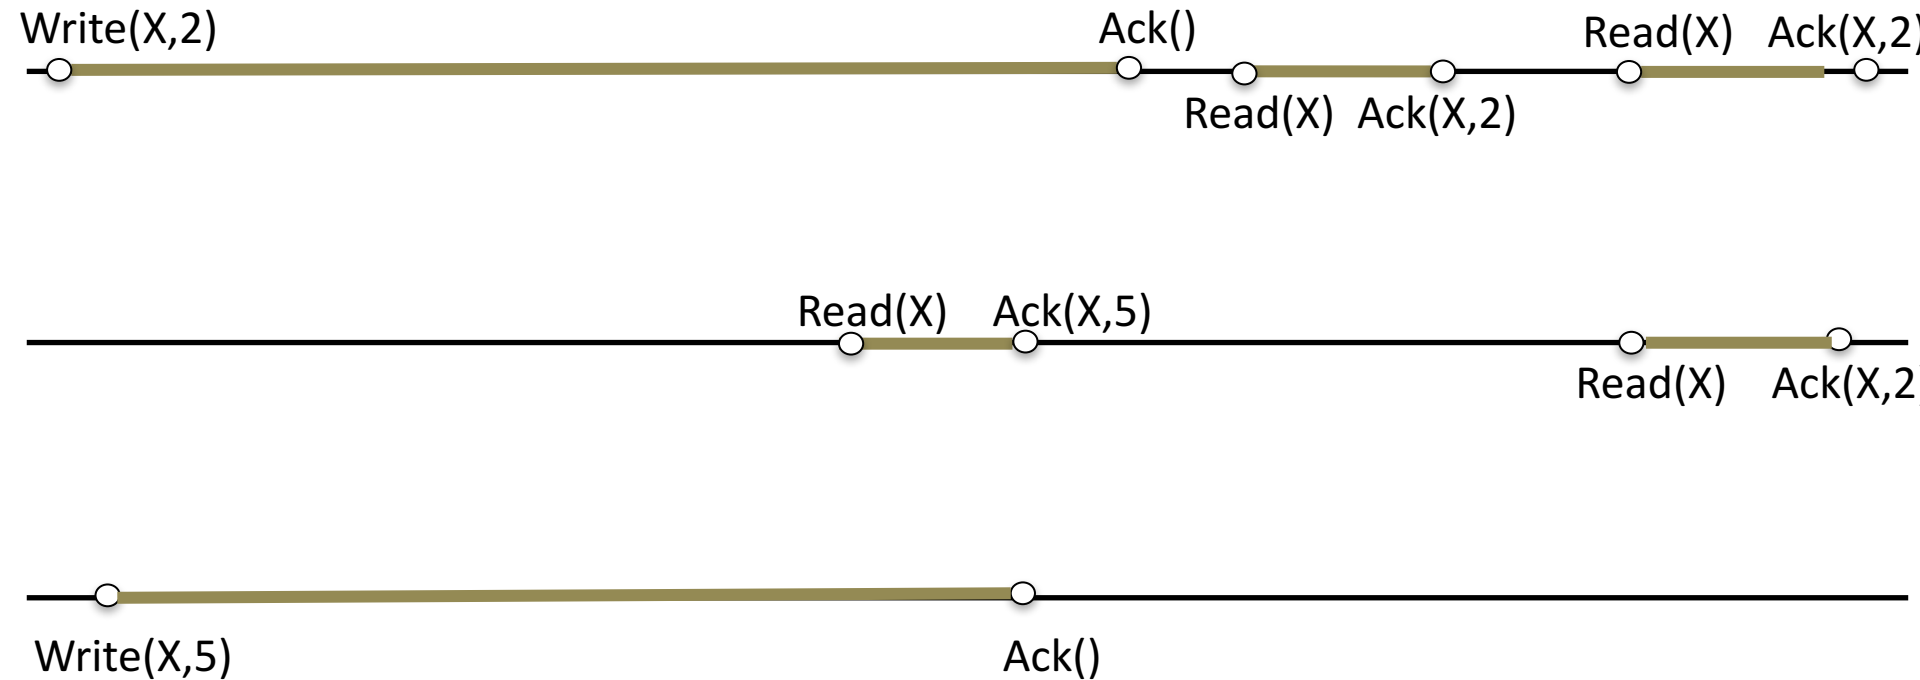 Write(X,2)
Ack()
Read(X)
Ack(X,2)
Read(X)
Ack(X,2)
Read(X)
Ack(X,5)
Read(X)
Ack(X,2
Write(X,5)
Ack()